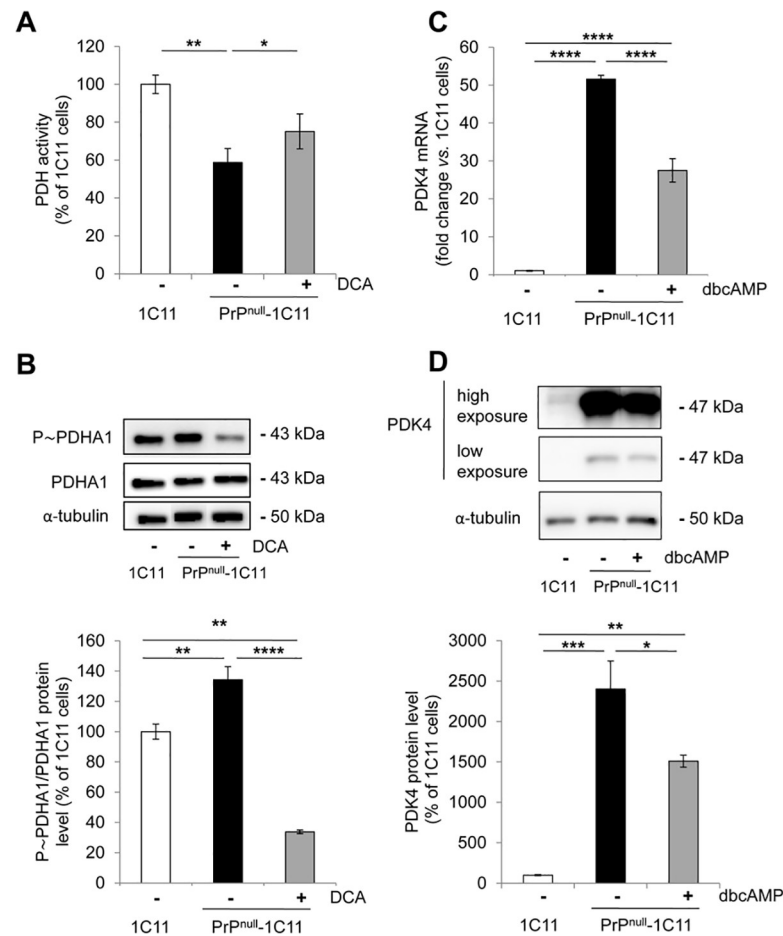 A
PDH activity
(% of 1C11 cells)
120
100
80
60
40
20
0
**
*
-
-
+
DCA
1C11
PrPnull-1C11
C
PDK4 mRNA
(fold change vs. 1C11 cells)
60
50
40
30
20
10
0
****
****
****
-
-
+
dbcAMP
1C11
PrPnull-1C11
B
P~PDHA1
- 43 kDa
PDHA1
- 43 kDa
α-tubulin
- 50 kDa
-
-
+
DCA
1C11
PrPnull-1C11
P~PDHA1/PDHA1 protein
level (% of 1C11 cells)
160
140
120
100
80
60
40
20
0
**
**
****
-
-
+
DCA
1C11
PrPnull-1C11
D
PDK4
high
exposure
- 47 kDa
low
exposure
- 47 kDa
α-tubulin
- 50 kDa
-
-
+
dbcAMP
1C11
PrPnull-1C11
PDK4 protein level
(% of 1C11 cells)
3000
2500
2000
1500
1000
500
0
**
***
*
-
-
+
dbcAMP
1C11
PrPnull-1C11